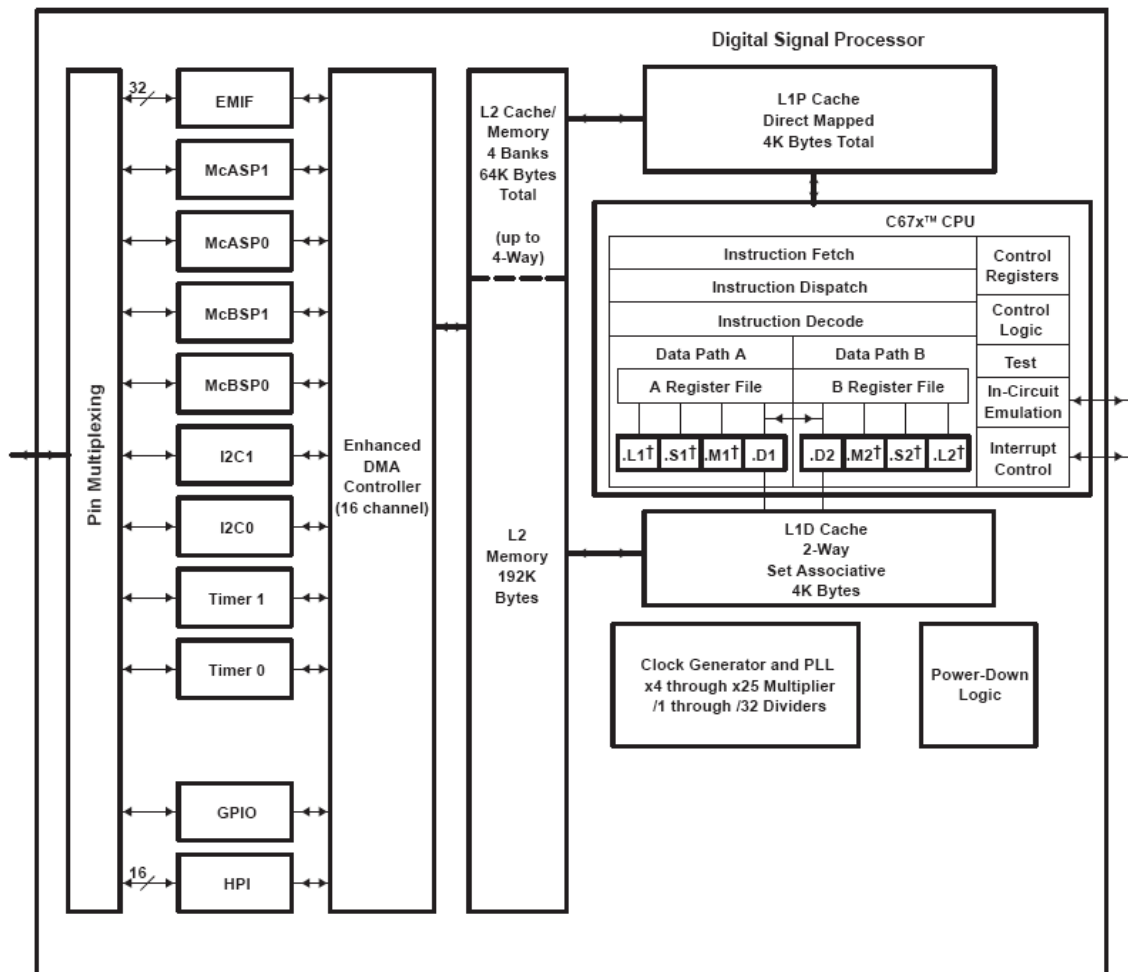 Digital Signal Processor
Pin Multiplexing
32
EMIF
McASP1
McASP0
McBSP1
McBSP0
I2C1
I2C0
Timer 1
Timer 0
GPIO
16
HPI
Enhanced
DMA
Controller
(16 channel)
L2 Cache/
Memory
4 Banks
64K Bytes
Total
(up to
4-Way)
L2
Memory
192K
Bytes
L1P Cache
Direct Mapped
4K Bytes Total
C67x™ CPU
Instruction Fetch
Instruction Dispatch
Instruction Decode
Data Path A
Data Path B
A Register File
B Register File
.L1†
.S1†
.M1†
.D1
.D2
.M2†
.S2†
.L2†
Control
Registers
Control
Logic
Test
In-Circuit
Emulation
Interrupt
Control
L1D Cache
2-Way
Set Associative
4K Bytes
Clock Generator and PLL
x4 through x25 Multiplier
/1 through /32 Dividers
Power-Down
Logic